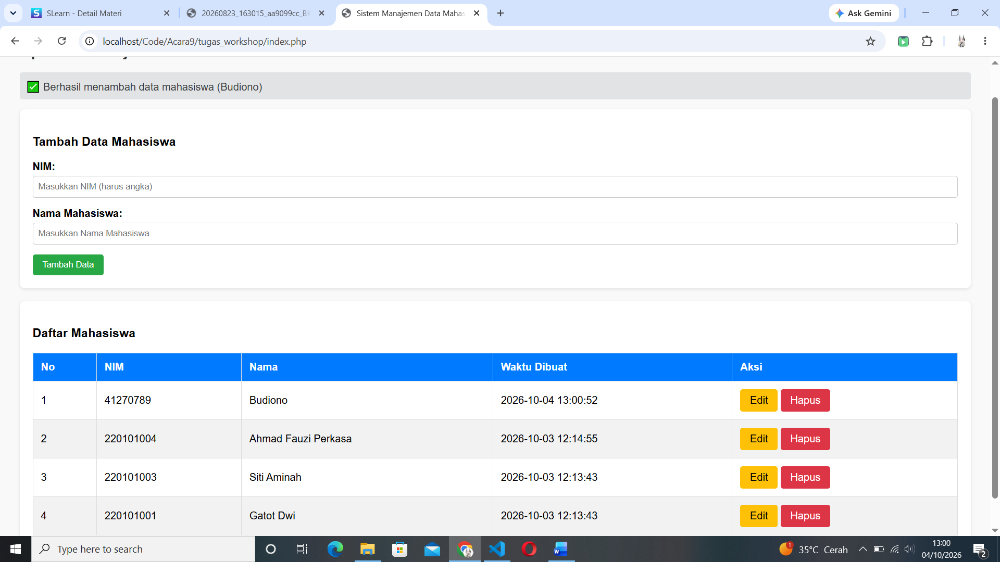 SLearn - Detail Materi
20260823_163015_aa9099cc_BK
Sistem Manajemen Data Mahas
Ask Gemini
localhost/Code/Acara9/tugas_workshop/index.php
Berhasil menambah data mahasiswa (Budiono)
Tambah Data Mahasiswa
NIM:
Masukkan NIM (harus angka)
Nama Mahasiswa:
Masukkan Nama Mahasiswa
Tambah Data
Daftar Mahasiswa
No NIM Nama Waktu Dibuat Aksi
1 41270789 Budiono 2026-10-04 13:00:52 Edit Hapus
2 220101004 Ahmad Fauzi Perkasa 2026-10-03 12:14:55 Edit Hapus
3 220101003 Siti Aminah 2026-10-03 12:13:43 Edit Hapus
4 220101001 Gatot Dwi 2026-10-03 12:13:43 Edit Hapus
Type here to search
1
35°C Cerah
13:00
04/10/2026
2